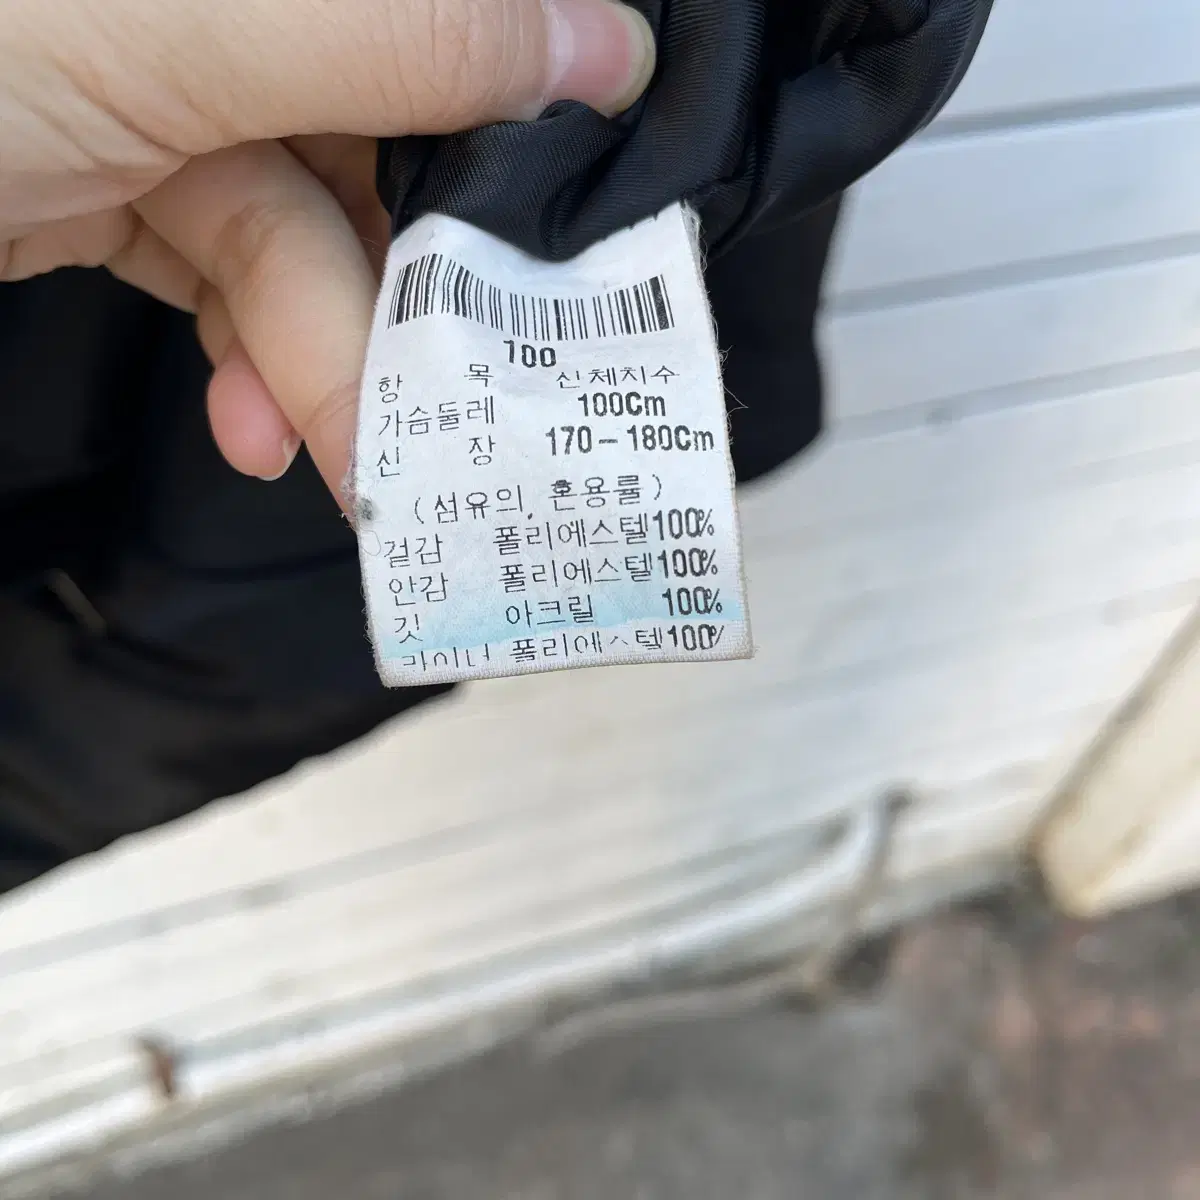 100
항 목 신체치수
가슴둘레 100Cm
신 장 170-180Cm
(섬유의, 혼용률)
겉감 폴리에스텔100%
안감 폴리에스텔100%
깃 아크릴 100%
라이너 폴리에스텔100%